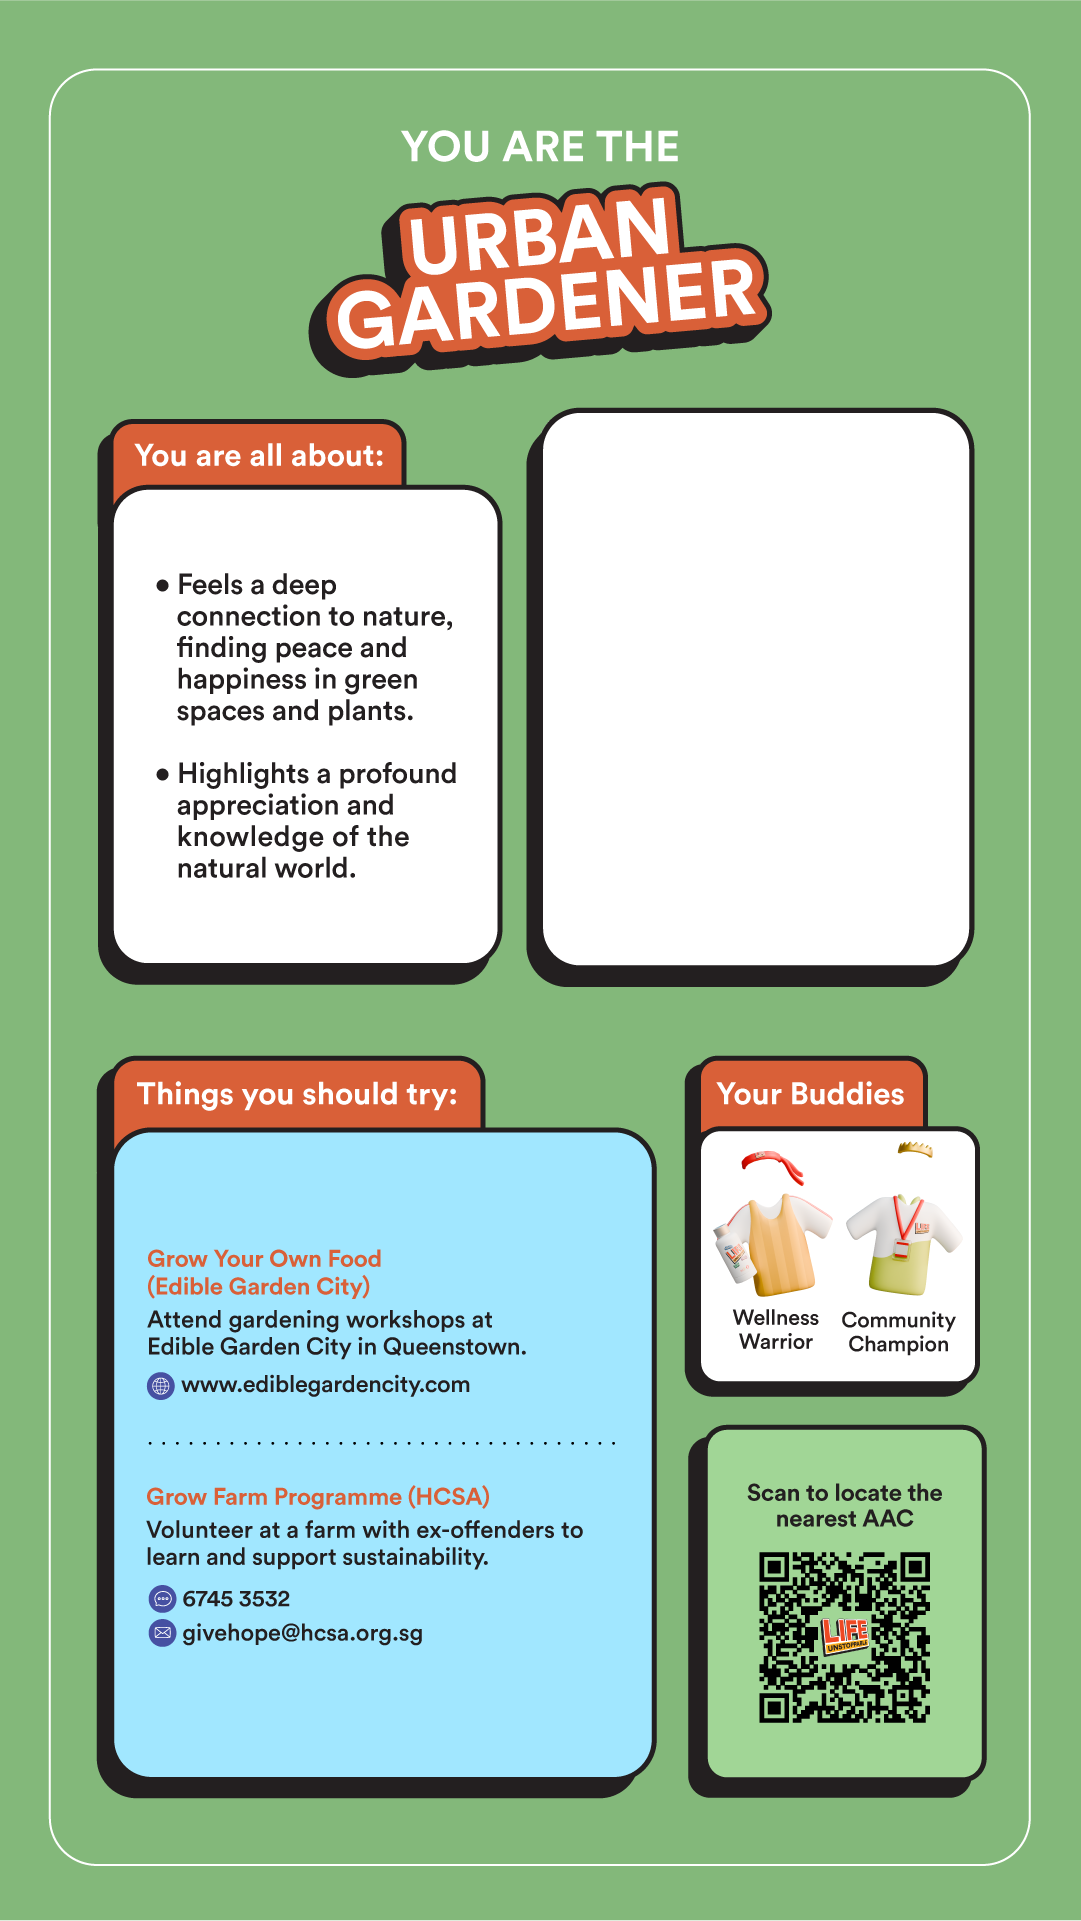 YOU ARE THE
URBAN
GARDENER
You are all about:
• Feels a deep
connection to nature,
finding peace and
happiness in green
spaces and plants.
• Highlights a profound
appreciation and
knowledge of the
natural world.
Things you should try:
Grow Your Own Food
(Edible Garden City)
Attend gardening workshops at
Edible Garden City in Queenstown.
www.ediblegardencity.com
Grow Farm Programme (HCSA)
Volunteer at a farm with ex-offenders to
learn and support sustainability.
6745 3532
givehope@hcsa.org.sg
Your Buddies
LIFE
LIFE
Wellness
Warrior
Community
Champion
Scan to locate the
nearest AAC
LIFE
UNSTOPPABLE